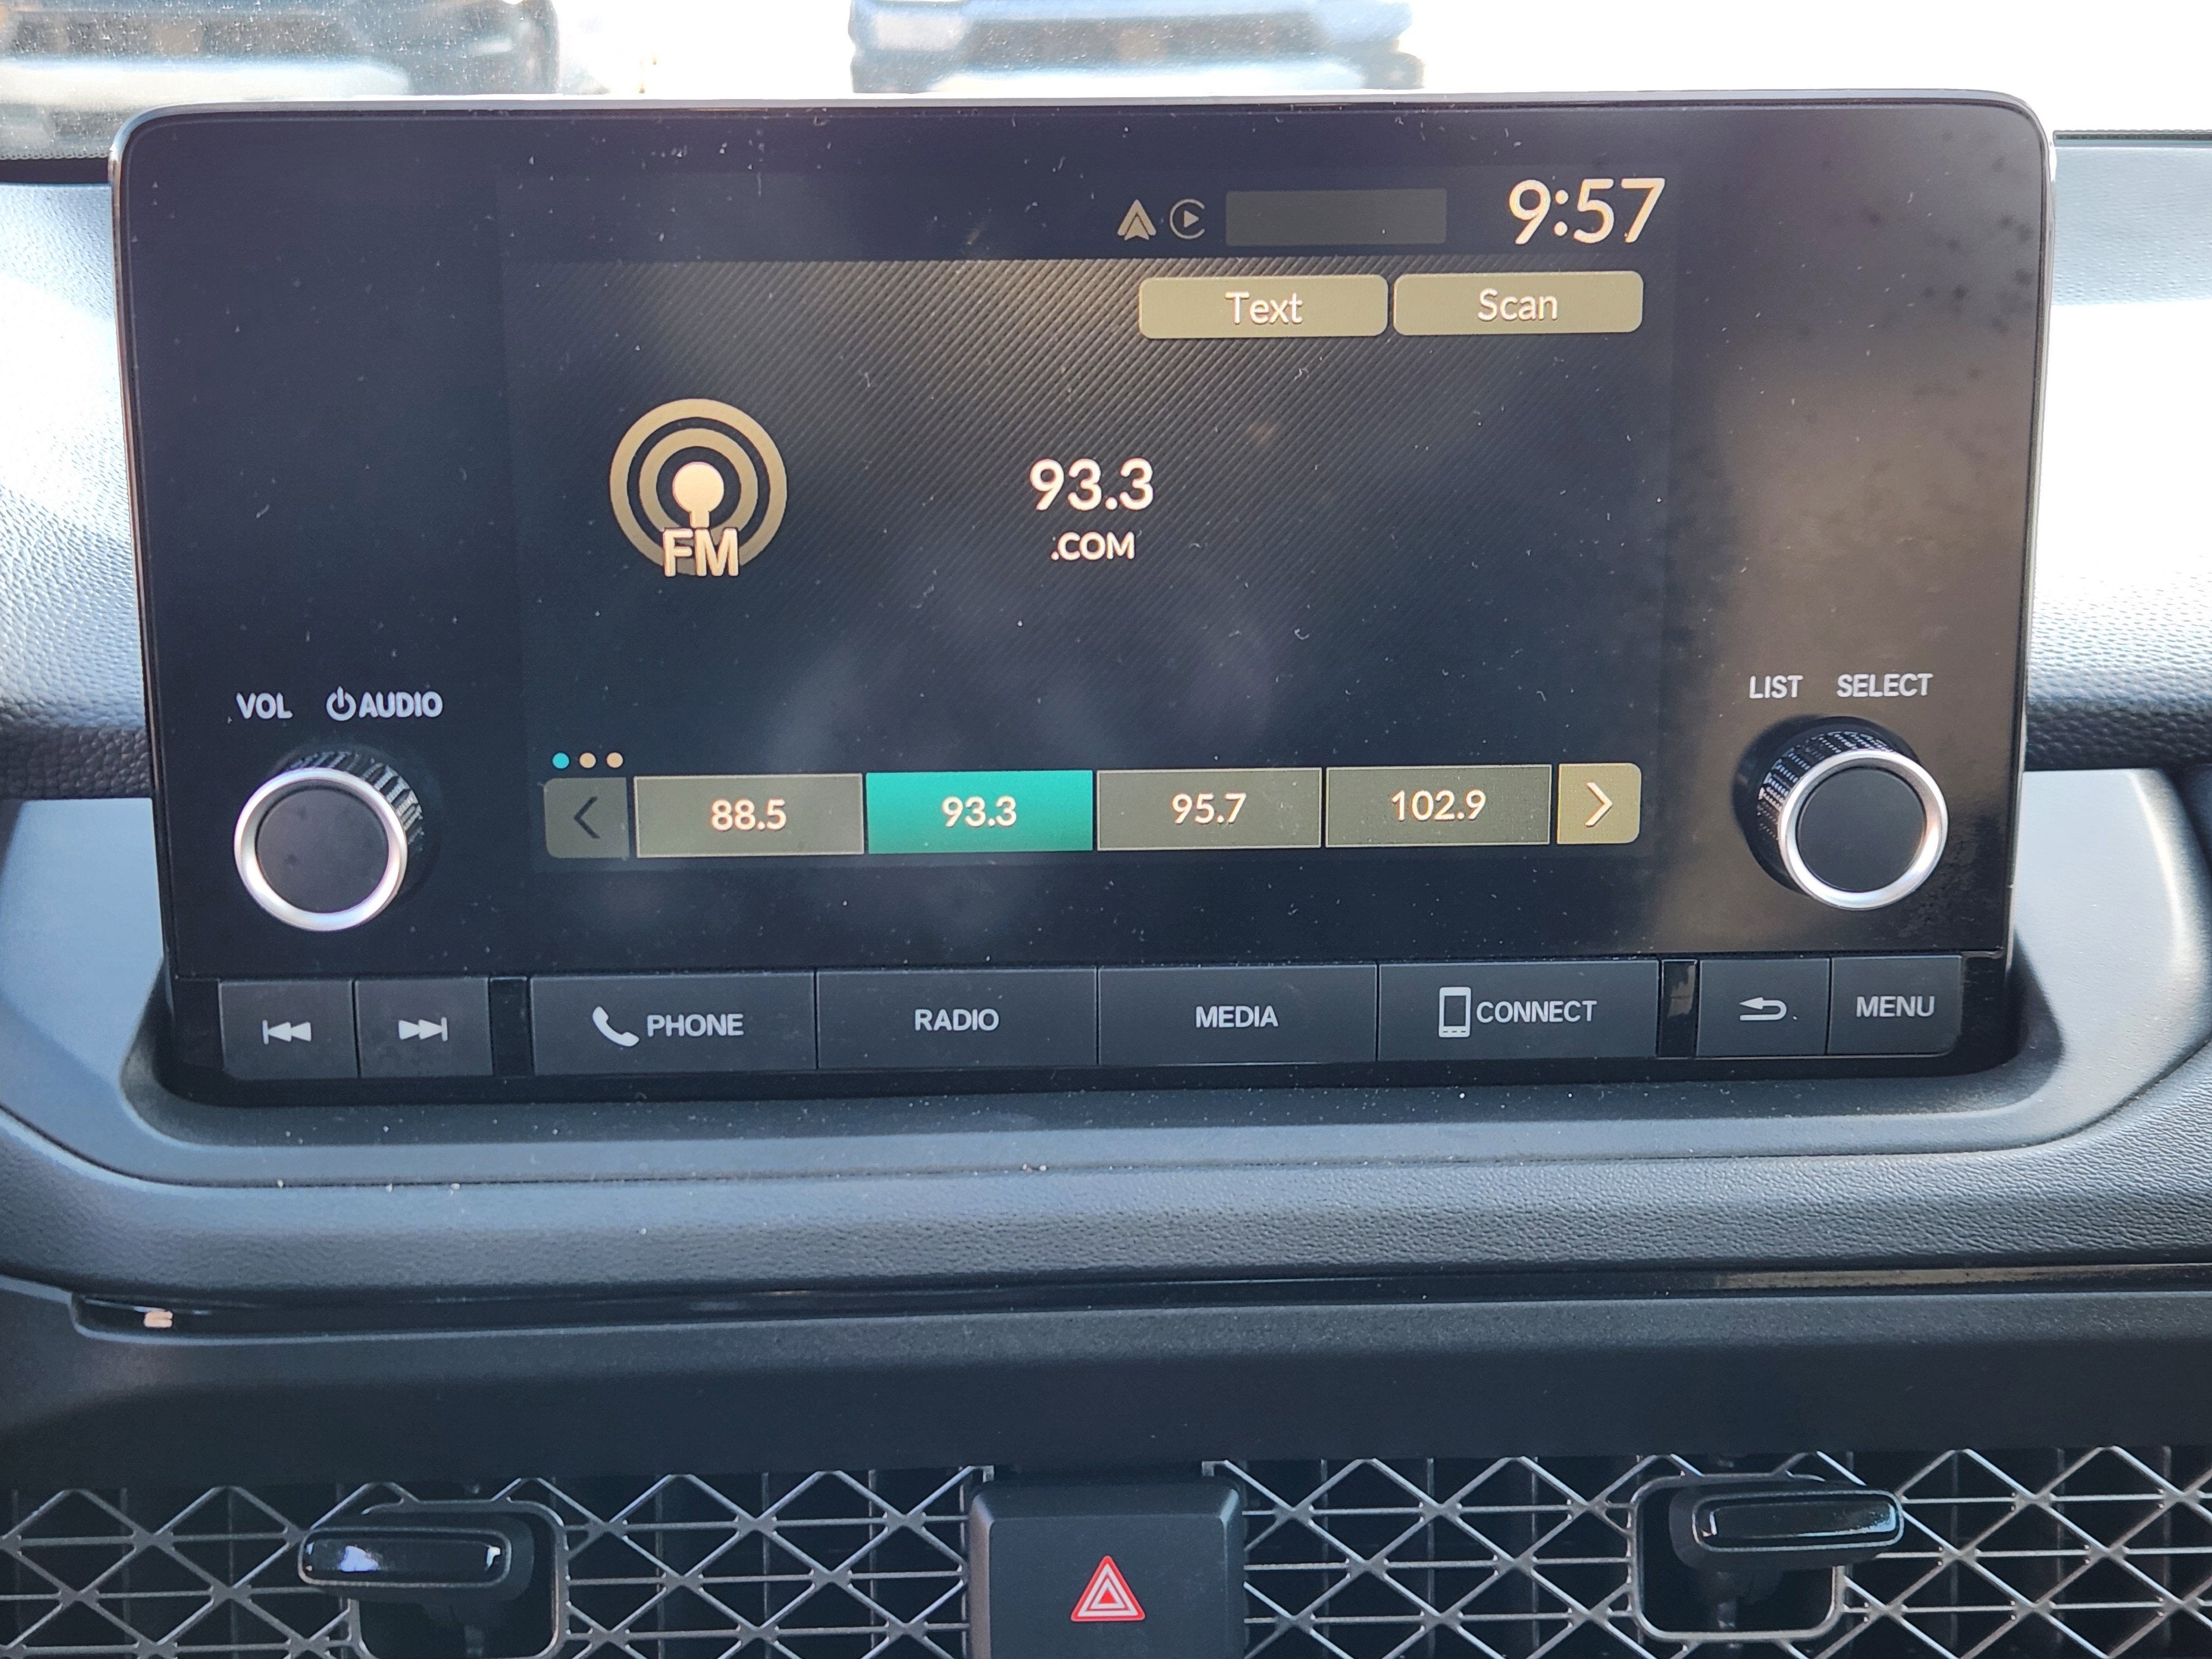 9:57
Text Scan
FM
93.3
.COM
VOL AUDIO
LIST SELECT
88.5 93.3 95.7 102.9
PHONE RADIO MEDIA CONNECT MENU